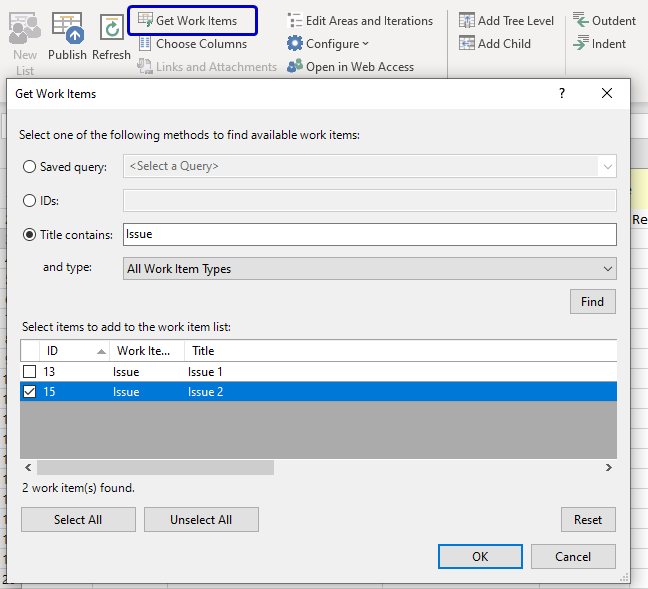 Get Work Items
Edit Areas and Iterations
Add Tree Level
Outdent
New List
Publish
Refresh
Choose Columns
Configure
Add Child
Indent
Links and Attachments
Open in Web Access
Get Work Items
?
Select one of the following methods to find available work items:
Saved query:
<Select a Query>
IDs:
Title contains:
Issue
and type:
All Work Item Types
Find
Select items to add to the work item list:
ID Work Ite... Title
13 Issue Issue 1
15 Issue Issue 2
2 work item(s) found.
Select All
Unselect All
Reset
OK
Cancel
Re